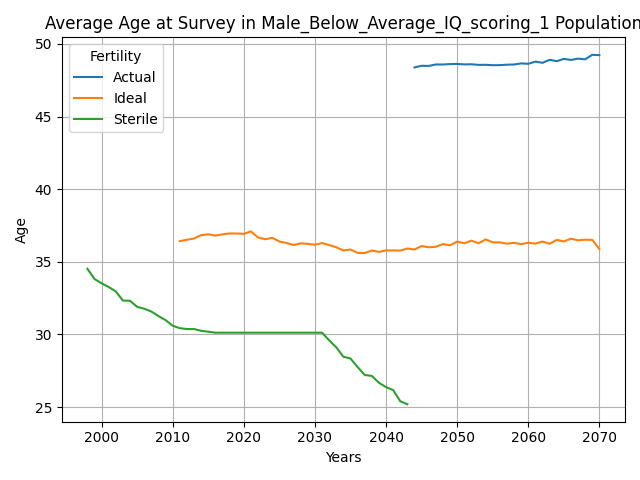 Average Age at Survey in Male_Below_Average_IQ_scoring_1 Population
Fertility
Actual
Ideal
Sterile
Age
50
45
40
35
30
25
2000 2010 2020 2030 2040 2050 2060 2070
Years